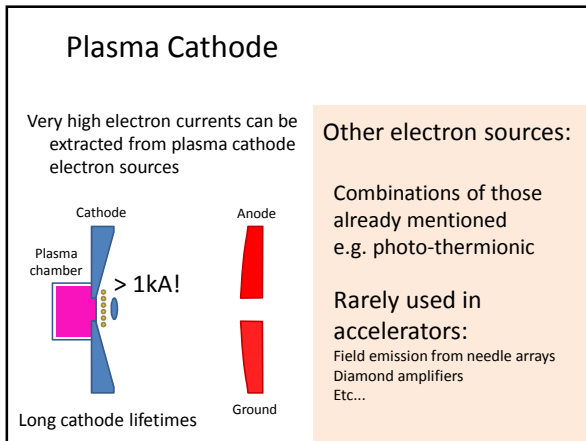 Plasma Cathode
Very high electron currents can be
extracted from plasma cathode
electron sources
Cathode
Anode
Plasma
chamber
> 1kA!
Ground
Long cathode lifetimes
Other electron sources:
Combinations of those
already mentioned
e.g. photo-thermionic
Rarely used in
accelerators:
Field emission from needle arrays
Diamond amplifiers
Etc...